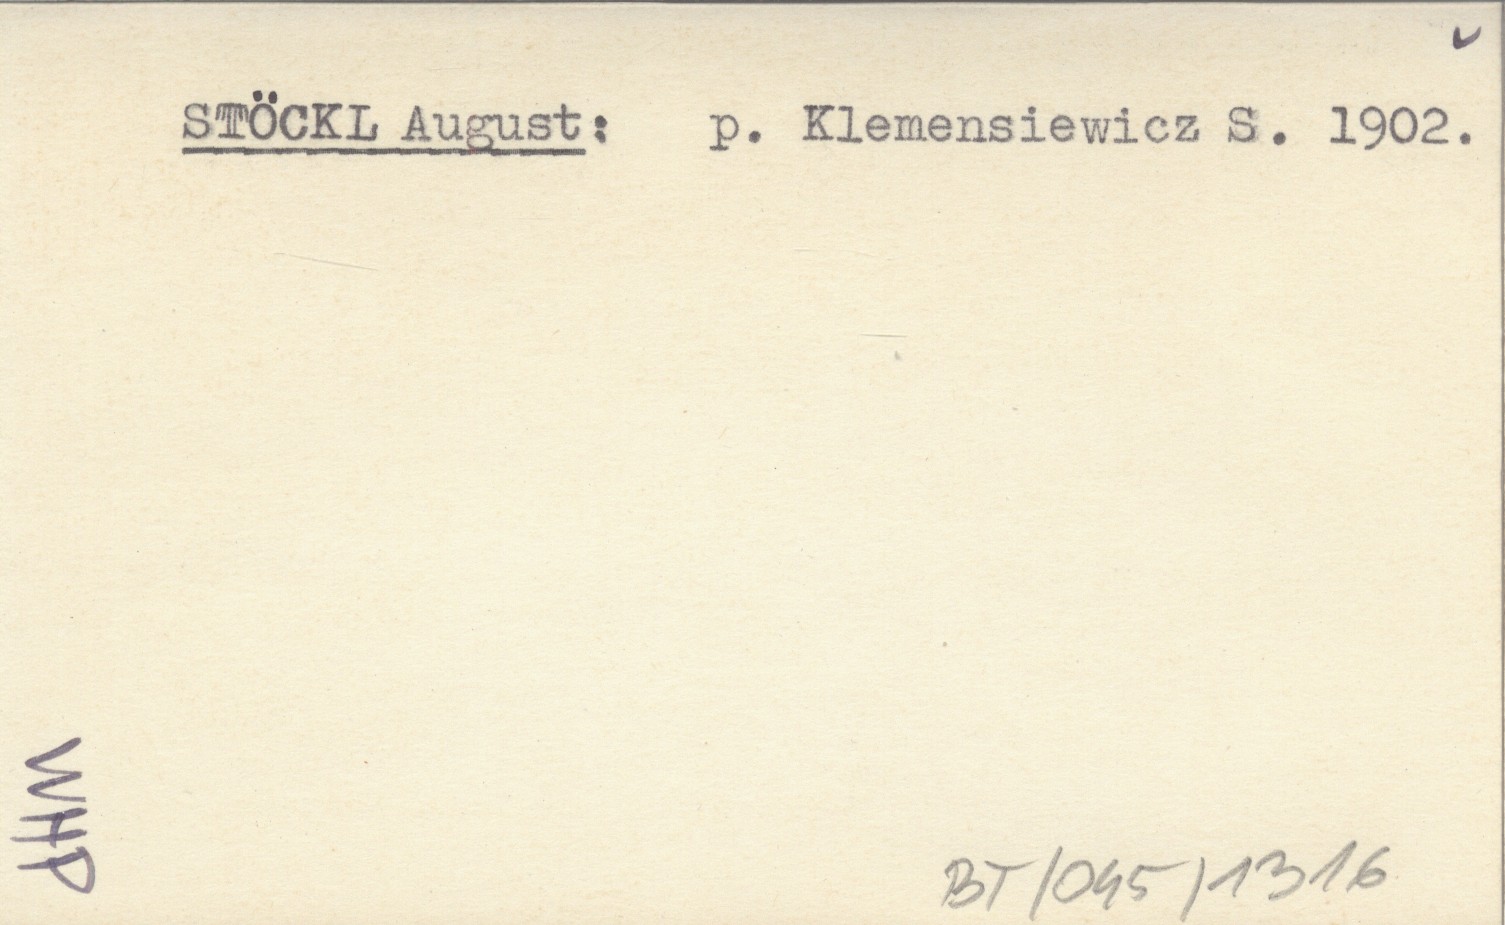 STÖCKL August: p. Klemensiewicz S. 1902.
WHP
BT/045/1316